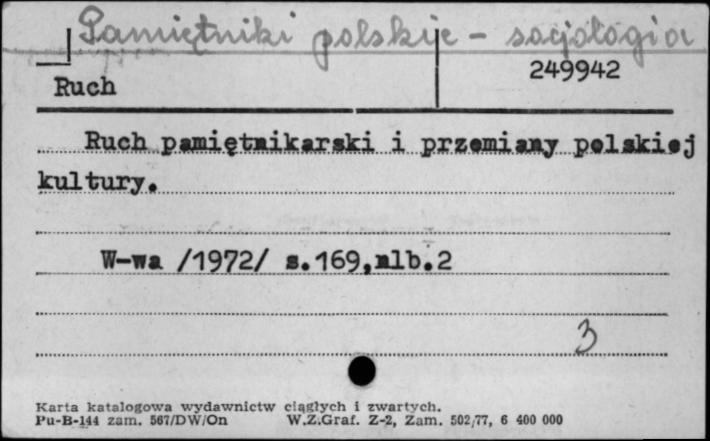 Pamiętniki polskie - socjologia
249942
Ruch
Ruch pamiętnikarski i przemiany polskiej
kultury.
W-wa /1972/ s.169,nlb.2
3
Karta katalogowa wydawnictw ciągłych i zwartych.
Pu-B-144 zam. 567/DW/On W.Z.Graf. Z-2, Zam. 502/77, 6 400 000